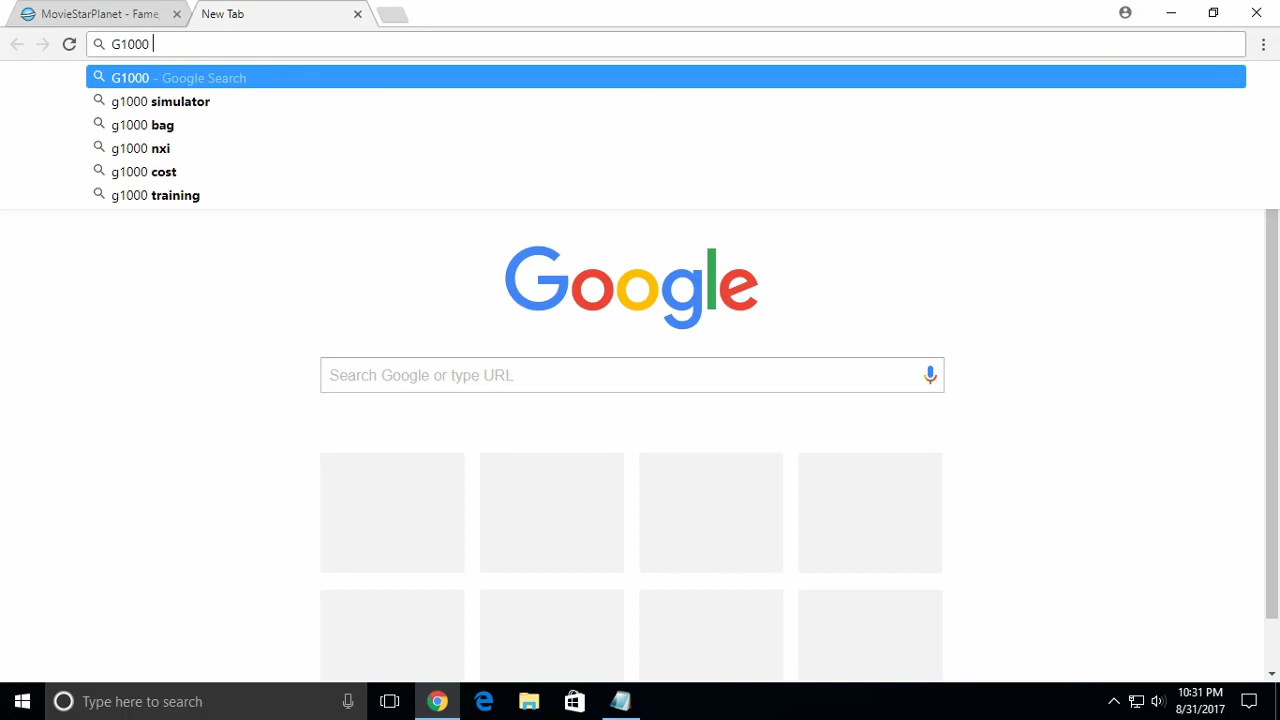 MovieStarPlanet - Fame,
New Tab
G1000
G1000 - Google Search
g1000 simulator
g1000 bag
g1000 nxi
g1000 cost
g1000 training
Google
Search Google or type URL
Type here to search
10:31 PM
8/31/2017